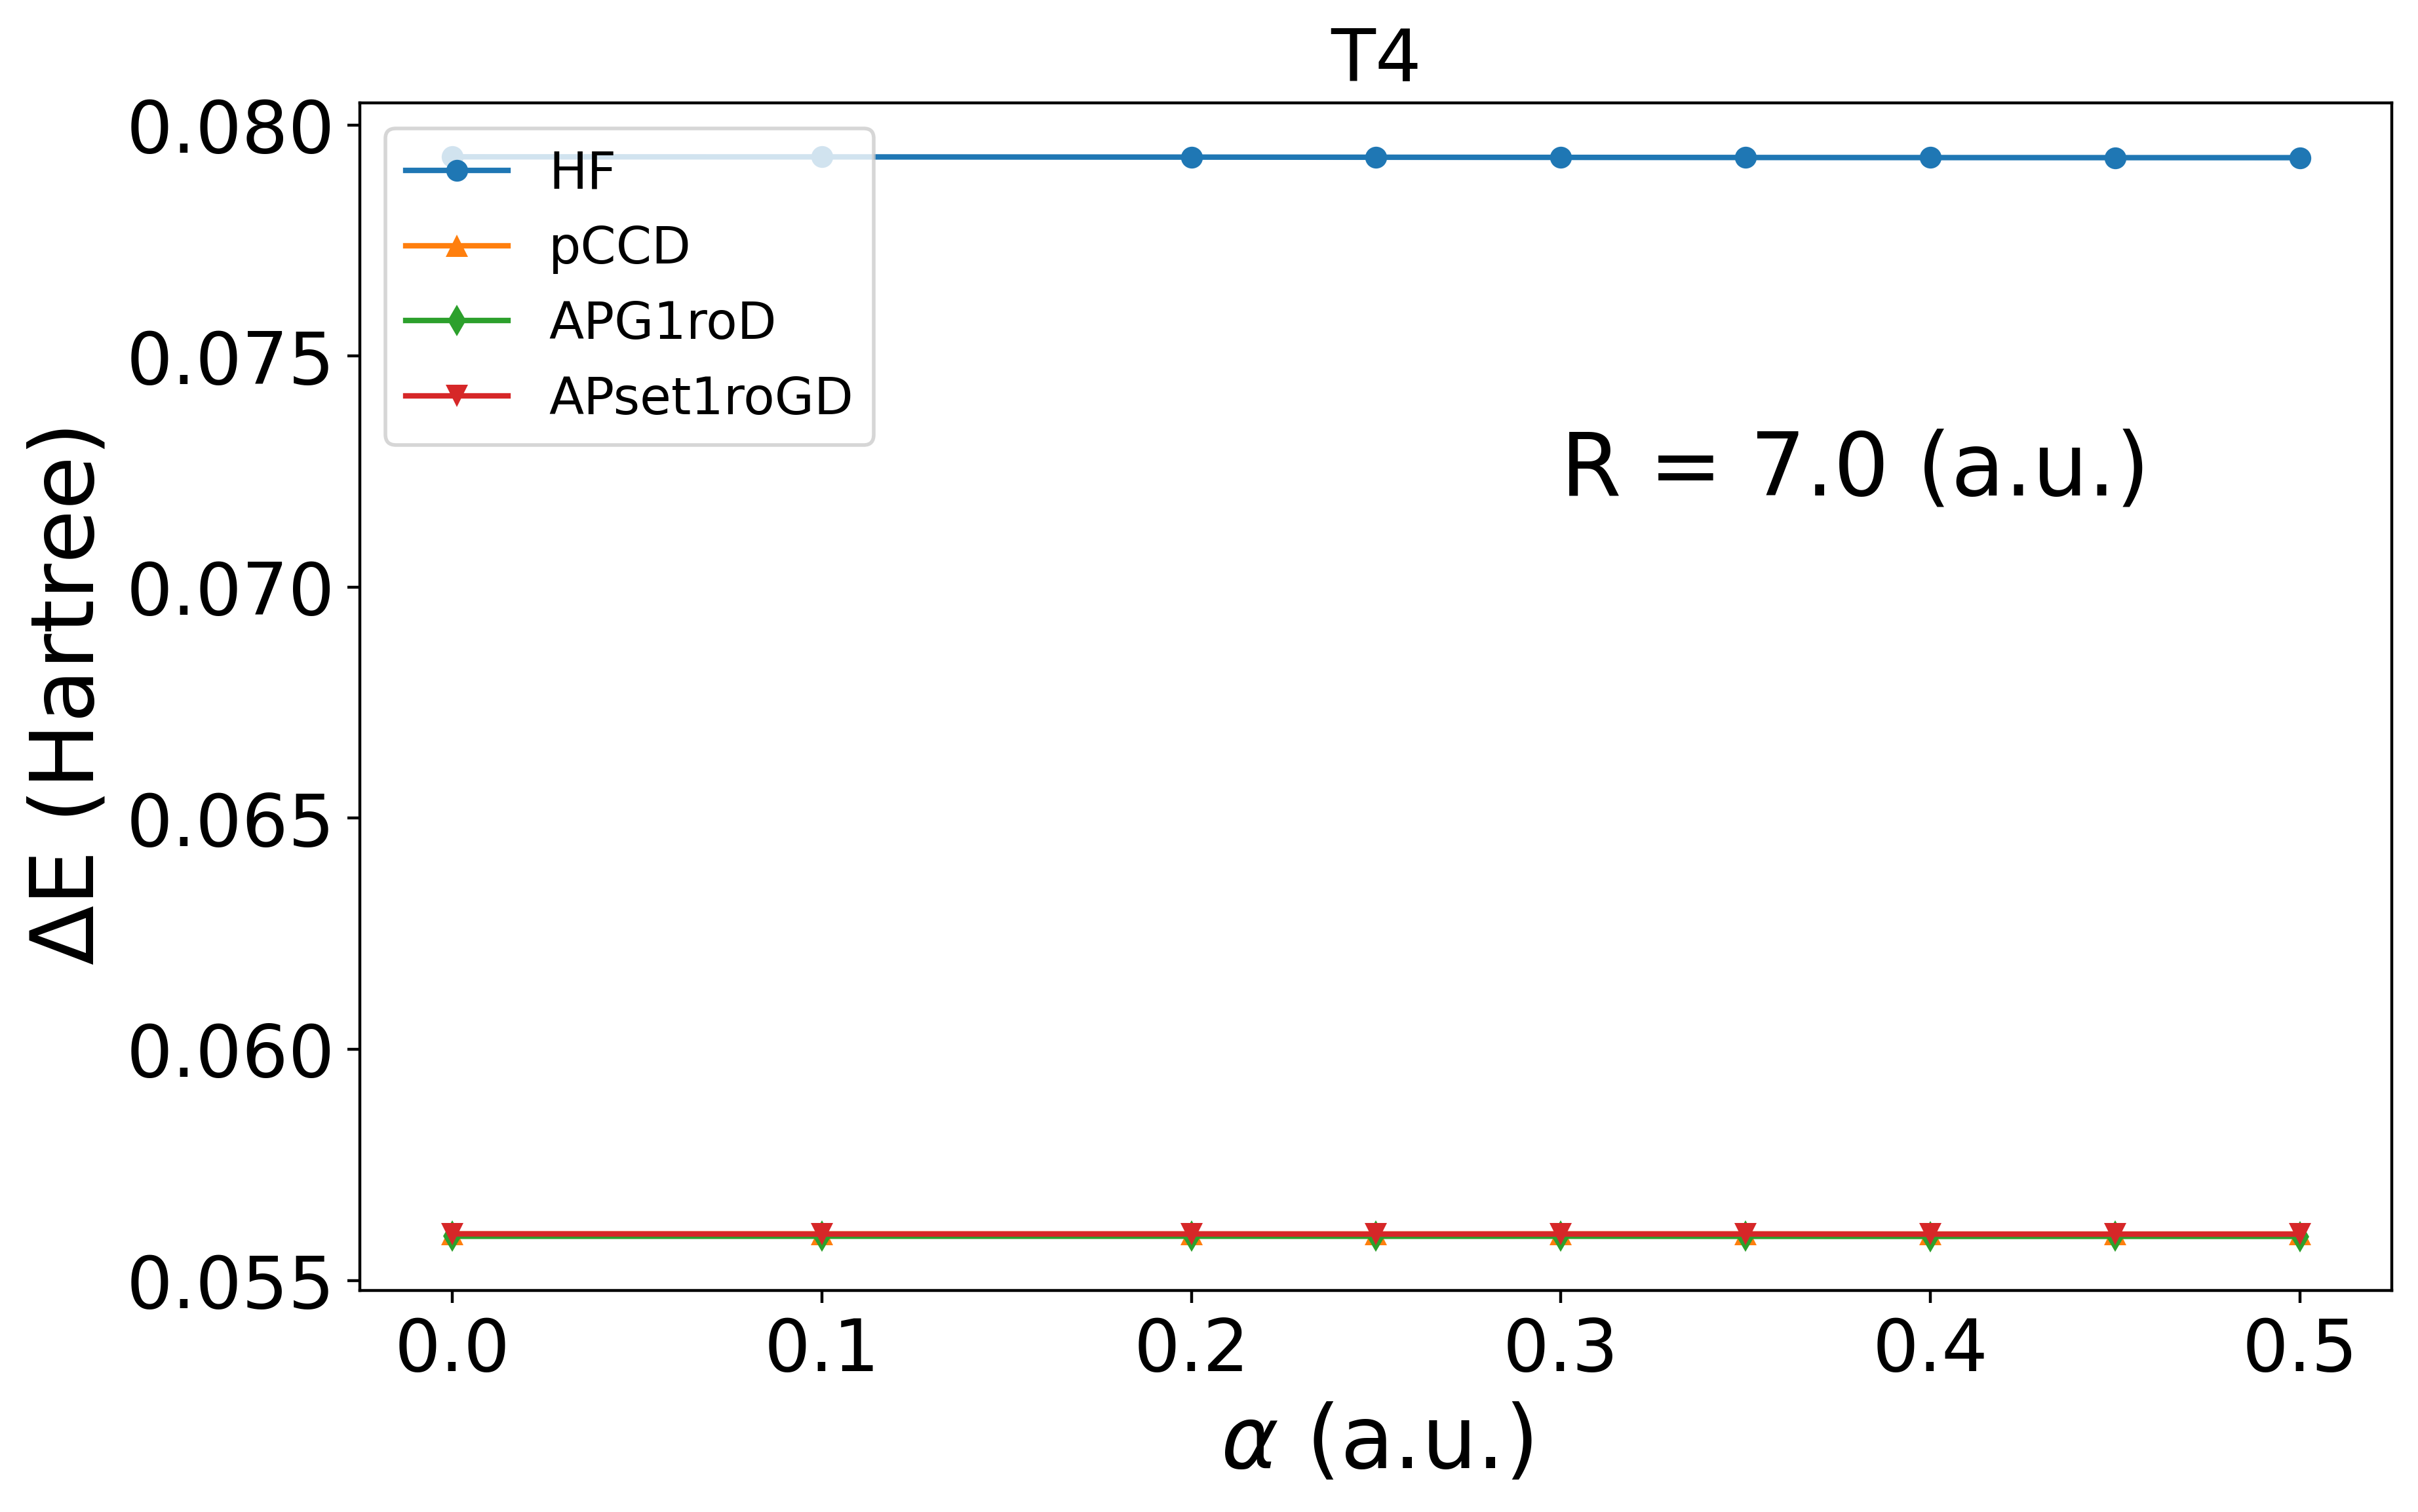 T4
0.080
0.075
0.070
0.065
0.060
0.055
ΔE (Hartree)
HF
pCCD
APG1roD
APset1roGD
R = 7.0 (a.u.)
0.0 0.1 0.2 0.3 0.4 0.5
α (a.u.)